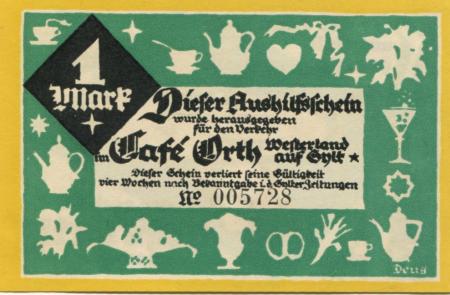 1
Mark
Dieser Aushilfsschein
wurde herausgegeben
für den Verkehr
im Café Orth Westerland
auf Sylt
Dieser Schein verliert seine Gültigkeit
vier Wochen nach Bekanntgabe i.d. Sylter Zeitungen
No 005728